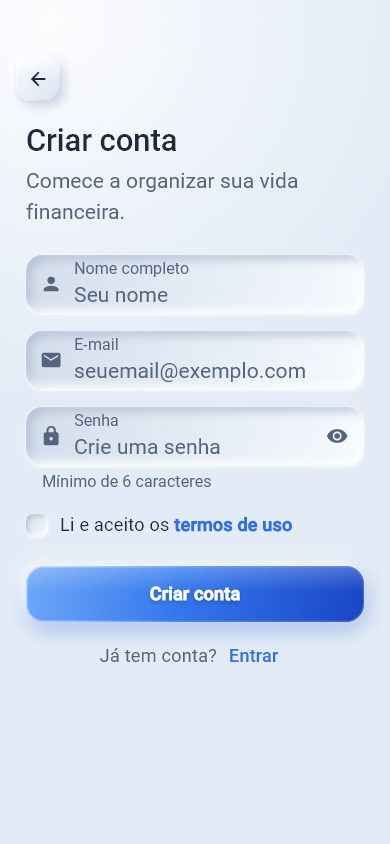 Criar conta
Comece a organizar sua vida
financeira.
Nome completo
Seu nome
E-mail
seuemail@exemplo.com
Senha
Crie uma senha
Mínimo de 6 caracteres
Li e aceito os termos de uso
Criar conta
Já tem conta? Entrar